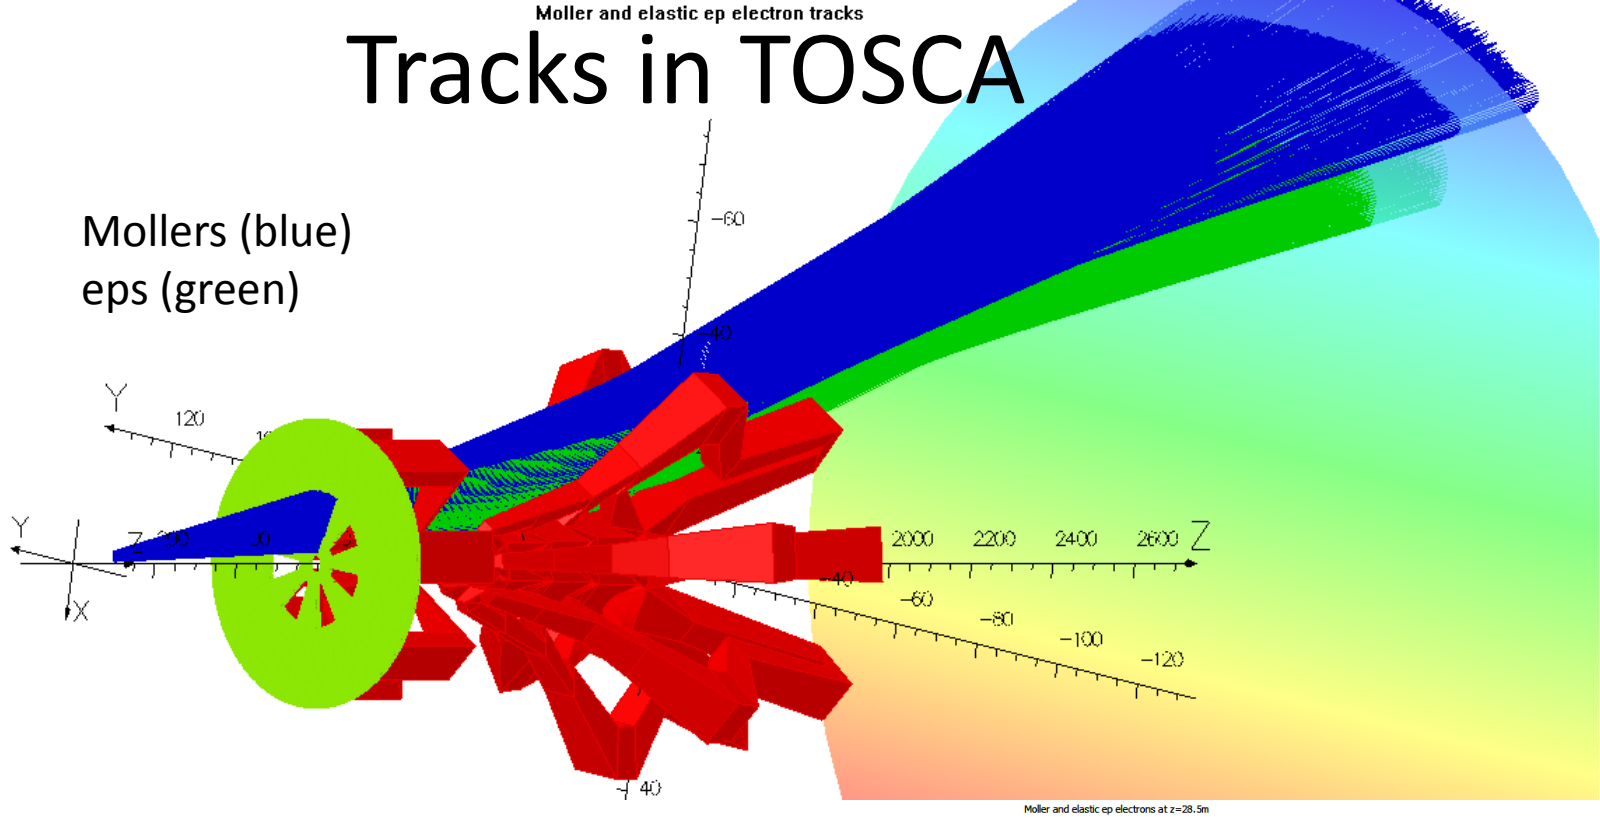 Moller and elastic ep electron tracks
Tracks in TOSCA
Mollers (blue)
eps (green)
-60
-40
Y
120
Y
Z
X
2000
2200
2400
2600
Z
-40
-60
-80
-100
-120
-40
Moller and elastic ep electrons at z=28.5m